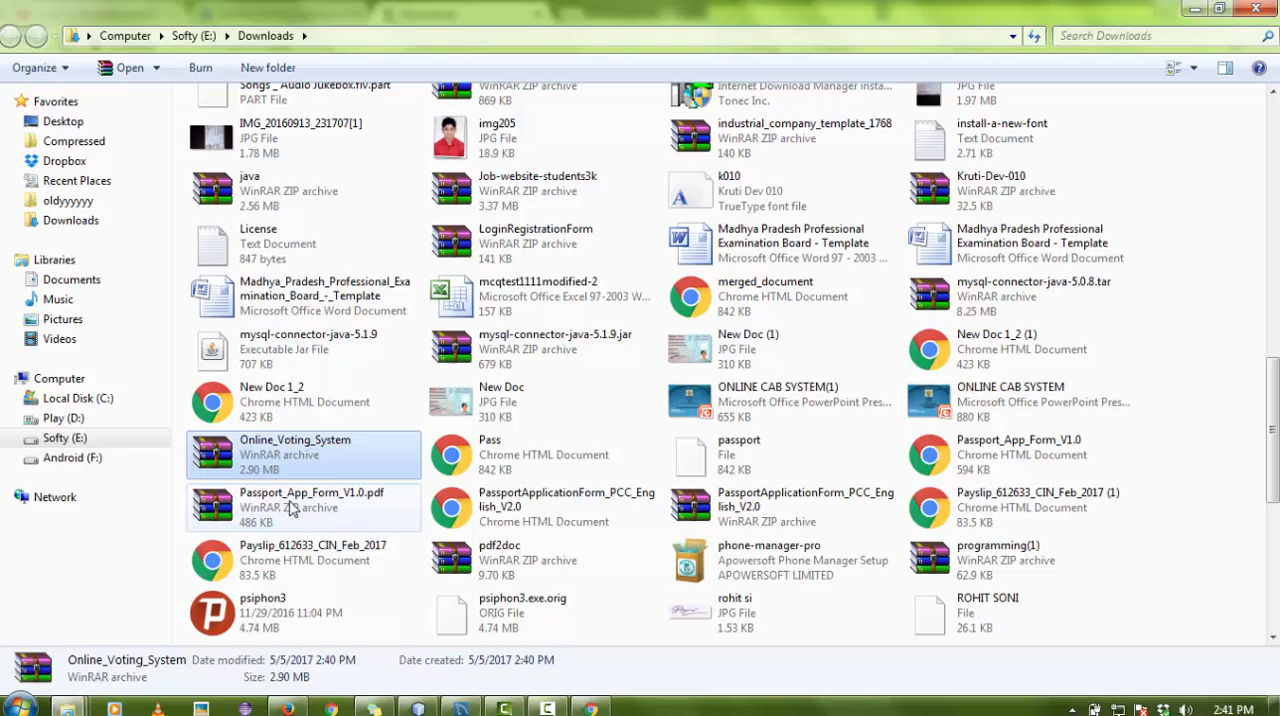 Computer Softy (E:) Downloads
Search Downloads
Organize Open Burn New folder
Favorites
Desktop
Compressed
Dropbox
Recent Places
oldyyyyyy
Downloads
Libraries
Documents
Music
Pictures
Videos
Computer
Local Disk (C:)
Play (D:)
Softy (E:)
Android (F:)
Network
Songs _ Audio Jukebox.flv.part
PART File
869 KB
Internet Download Manager insta...
Tonec Inc.
JPG File
1.97 MB
IMG_20160913_231707[1]
JPG File
1.78 MB
img205
JPG File
18.9 KB
industrial_company_template_1768
WinRAR ZIP archive
140 KB
install-a-new-font
Text Document
2.71 KB
java
WinRAR ZIP archive
2.56 MB
Job-website-students3k
WinRAR ZIP archive
3.37 MB
k010
Kruti Dev 010
TrueType font file
Kruti-Dev-010
WinRAR ZIP archive
32.5 KB
License
Text Document
847 bytes
LoginRegistrationForm
WinRAR ZIP archive
141 KB
Madhya Pradesh Professional
Examination Board - Template
Microsoft Office Word 97 - 2003 ...
Madhya Pradesh Professional
Examination Board - Template
Microsoft Office Word Document
Madhya_Pradesh_Professional_Exa
mination_Board_-_Template
Microsoft Office Word Document
mcqtest1111modified-2
Microsoft Office Excel 97-2003 W...
157 KB
merged_document
Chrome HTML Document
842 KB
mysql-connector-java-5.0.8.tar
WinRAR archive
8.25 MB
mysql-connector-java-5.1.9
Executable Jar File
707 KB
mysql-connector-java-5.1.9.jar
WinRAR ZIP archive
679 KB
New Doc (1)
JPG File
310 KB
New Doc 1_2 (1)
Chrome HTML Document
423 KB
New Doc 1_2
Chrome HTML Document
423 KB
New Doc
JPG File
310 KB
ONLINE CAB SYSTEM(1)
Microsoft Office PowerPoint Pres...
655 KB
ONLINE CAB SYSTEM
Microsoft Office PowerPoint Pres...
880 KB
Online_Voting_System
WinRAR archive
2.90 MB
Pass
Chrome HTML Document
842 KB
passport
File
842 KB
Passport_App_Form_V1.0
Chrome HTML Document
594 KB
Passport_App_Form_V1.0.pdf
WinRAR ZIP archive
486 KB
PassportApplicationForm_PCC_Eng
lish_V2.0
Chrome HTML Document
PassportApplicationForm_PCC_Eng
lish_V2.0
WinRAR ZIP archive
Payslip_612633_CIN_Feb_2017 (1)
Chrome HTML Document
83.5 KB
Payslip_612633_CIN_Feb_2017
Chrome HTML Document
83.5 KB
pdf2doc
WinRAR ZIP archive
9.70 KB
phone-manager-pro
Apowersoft Phone Manager Setup
APOWERSOFT LIMITED
programming(1)
WinRAR ZIP archive
62.9 KB
psiphon3
11/29/2016 11:04 PM
4.74 MB
psiphon3.exe.orig
ORIG File
4.74 MB
rohit si
JPG File
1.53 KB
ROHIT SONI
File
26.1 KB
Online_Voting_System Date modified: 5/5/2017 2:40 PM Date created: 5/5/2017 2:40 PM
WinRAR archive Size: 2.90 MB
2:41 PM